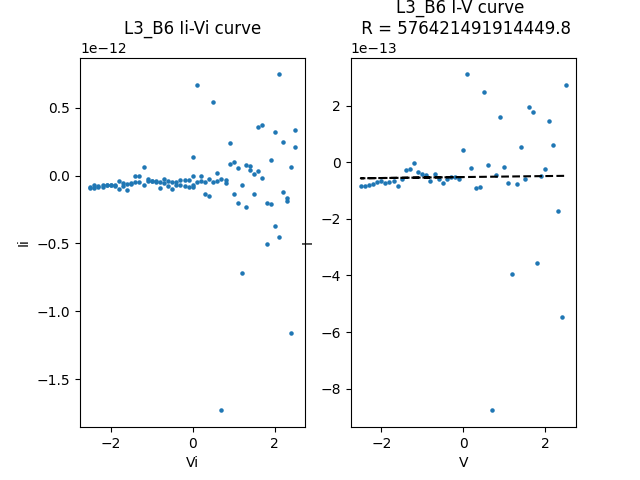 L3_B6 Ii-Vi curve
1e−12
0.5
0.0
−0.5
−1.0
−1.5
Ii
−2
0
2
Vi
L3_B6 I-V curve
R = 576421491914449.8
1e−13
2
0
−2
−4
−6
−8
I
−2
0
2
V